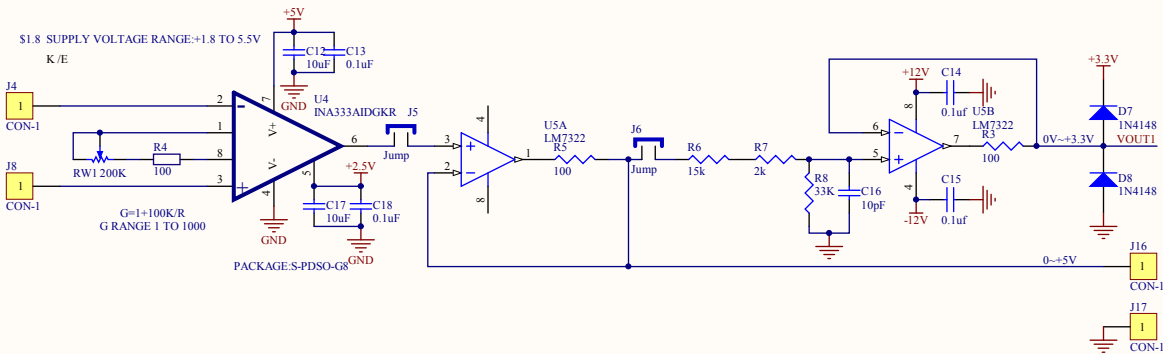 +5V
$1.8 SUPPLY VOLTAGE RANGE:+1.8 TO 5.5V
K /E
C12
10uF
C13
0.1uF
GND
J4
1
CON-1
J8
1
CON-1
RW1 200K
R4
100
G=1+100K/R
G RANGE 1 TO 1000
2
1
8
3
7
V+
V-
4
5
6
U4
INA333AIDGKR
GND
PACKAGE:S-PDSO-G8
+2.5V
C17
10uF
C18
0.1uF
GND
J5
Jump
3
2
4
8
1
U5A
LM7322
R5
100
J6
Jump
R6
15k
R7
2k
R8
33K
C16
10pF
+12V
C14
0.1uf
8
6
5
7
4
U5B
LM7322
R3
100
C15
0.1uf
-12V
0V~+3.3V
+3.3V
D7
1N4148
VOUT1
D8
1N4148
0~+5V
J16
1
CON-1
J17
1
CON-1